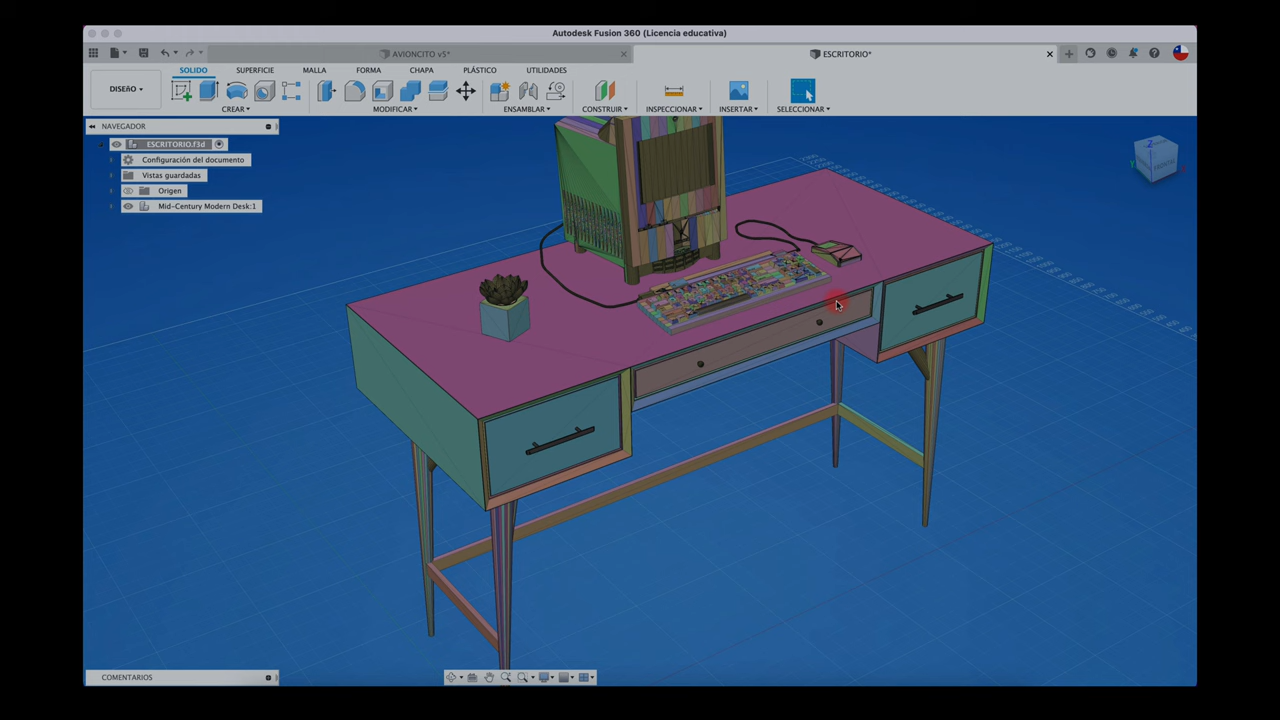 Autodesk Fusion 360 (Licencia educativa)
AVIONCITO v5*
ESCRITORIO*
SÓLIDO SUPERFICIE MALLA FORMA CHAPA PLÁSTICO UTILIDADES
DISEÑO
CREAR MODIFICAR ENSAMBLAR CONSTRUIR INSPECCIONAR INSERTAR SELECCIONAR
NAVEGADOR
ESCRITORIO.f3d
Configuración del documento
Vistas guardadas
Origen
Mid-Century Modern Desk:1
COMENTARIOS